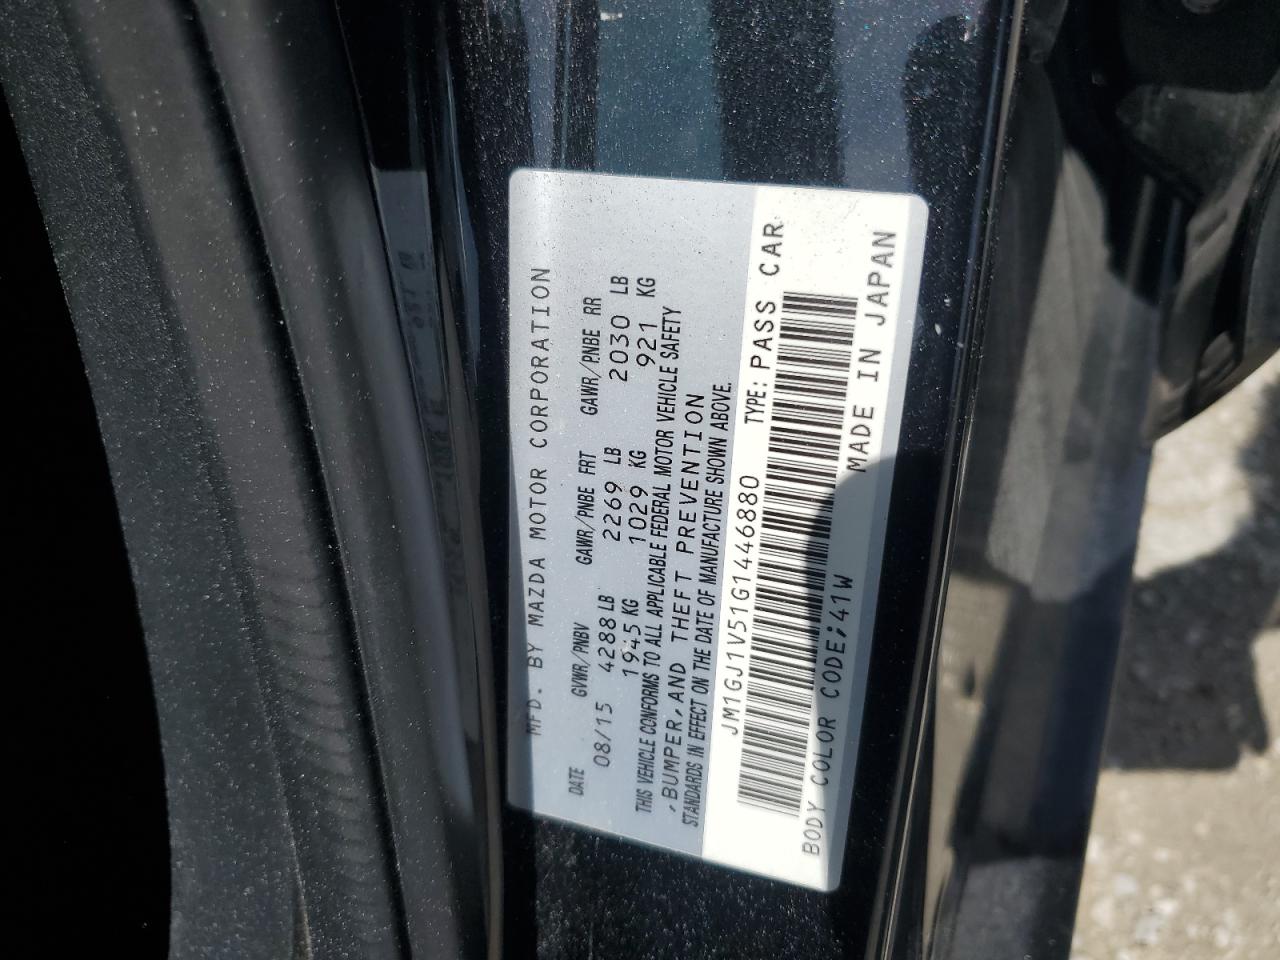 MFD. BY MAZDA MOTOR CORPORATION
DATE GVWR/PNBV GAWR/PNBE FRT GAWR/PNBE RR
08/15 4288 LB 2269 LB 2030 LB
1945 KG 1029 KG 921 KG
THIS VEHICLE CONFORMS TO ALL APPLICABLE FEDERAL MOTOR VEHICLE SAFETY
,BUMPER,AND THEFT PREVENTION
STANDARDS IN EFFECT ON THE DATE OF MANUFACTURE SHOWN ABOVE.
JM1GJ1V51G1446880 TYPE: PASS CAR
BODY COLOR CODE;41W MADE IN JAPAN